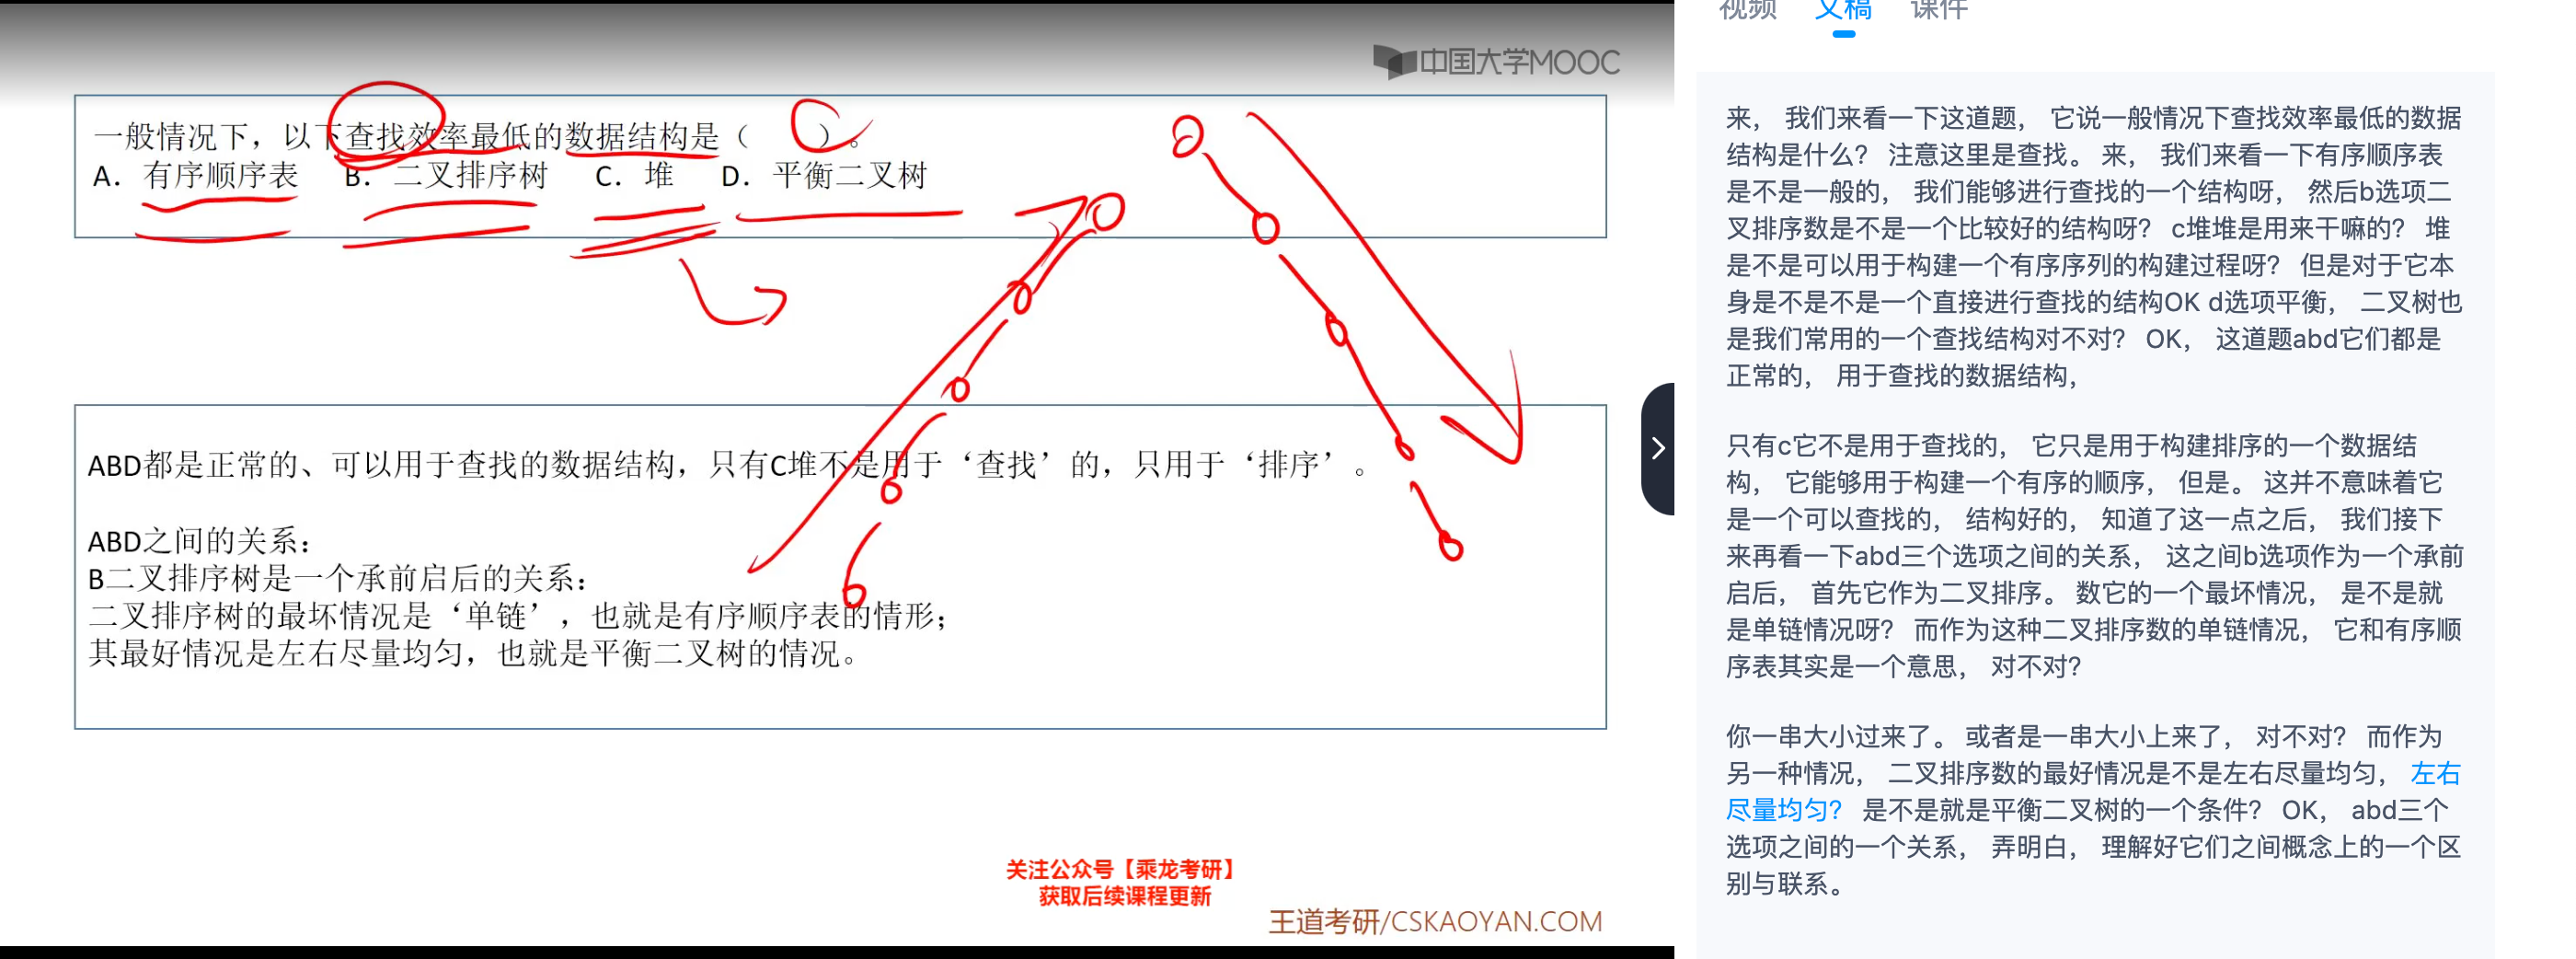 中国大学MOOC
一般情况下，以下查找效率最低的数据结构是（ C ）。
A. 有序顺序表 B. 二叉排序树 C. 堆 D. 平衡二叉树
ABD都是正常的、可以用于查找的数据结构，只有C堆不是用于‘查找’的，只用于‘排序’。
ABD之间的关系：
B二叉排序树是一个承前启后的关系：
二叉排序树的最坏情况是‘单链’，也就是有序顺序表的情形；
其最好情况是左右尽量均匀，也就是平衡二叉树的情况。
关注公众号【乘龙考研】
获取后续课程更新
王道考研/CSKAOYAN.COM
视频 文稿 课件
来， 我们来看一下这道题， 它说一般情况下查找效率最低的数据
结构是什么？ 注意这里是查找。 来， 我们来看一下有序顺序表
是不是一般的， 我们能够进行查找的一个结构呀， 然后b选项二
叉排序数是不是一个比较好的结构呀？ c堆堆是用来干嘛的？ 堆
是不是可以用于构建一个有序序列的构建过程呀？ 但是对于它本
身是不是不是一个直接进行查找的结构OK d选项平衡， 二叉树也
是我们常用的一个查找结构对不对？ OK， 这道题abd它们都是
正常的， 用于查找的数据结构，
只有c它不是用于查找的， 它只是用于构建排序的一个数据结
构， 它能够用于构建一个有序的顺序， 但是。 这并不意味着它
是一个可以查找的， 结构好的， 知道了这一点之后， 我们接下
来再看一下abd三个选项之间的关系， 这之间b选项作为一个承前
启后， 首先它作为二叉排序。 数它的一个最坏情况， 是不是就
是单链情况呀？ 而作为这种二叉排序数的单链情况， 它和有序顺
序表其实是一个意思， 对不对？
你一串大小过来了。 或者是一串大小上来了， 对不对？ 而作为
另一种情况， 二叉排序数的最好情况是不是左右尽量均匀， 左右
尽量均匀？ 是不是就是平衡二叉树的一个条件？ OK， abd三个
选项之间的一个关系， 弄明白， 理解好它们之间概念上的一个区
别与联系。